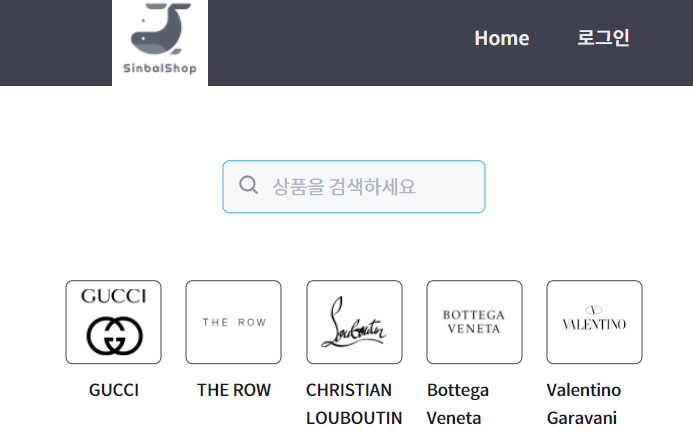 SinbalShop
Home 로그인
상품을 검색하세요
GUCCI
THE ROW
Louboutin
BOTTEGA
VENETA
VALENTINO
GUCCI
THE ROW
CHRISTIAN
LOUBOUTIN
Bottega
Veneta
Valentino
Garavani